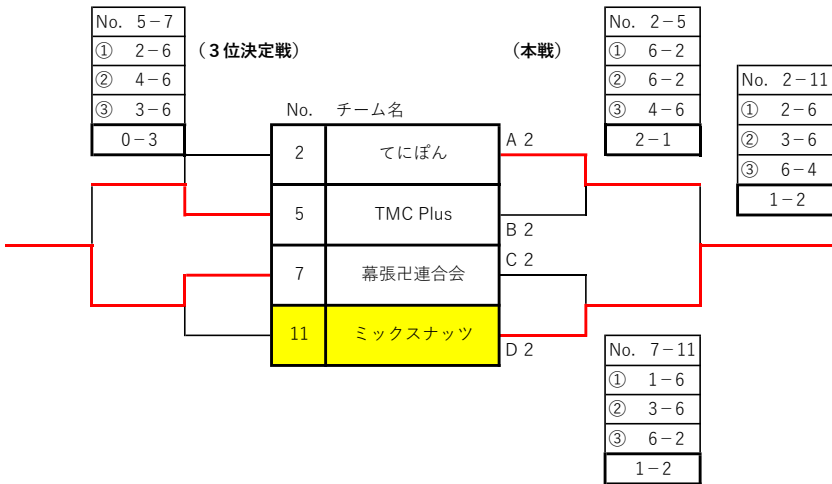 No. 5－7
① 2－6
② 4－6
③ 3－6
0－3
（３位決定戦）
（本戦）
No. 2－5
① 6－2
② 6－2
③ 4－6
2－1
No. 2－11
① 2－6
② 3－6
③ 6－4
1－2
No. チーム名
2 てにぽん A 2
5 TMC Plus B 2
7 幕張卍連合会 C 2
11 ミックスナッツ D 2
No. 7－11
① 1－6
② 3－6
③ 6－2
1－2